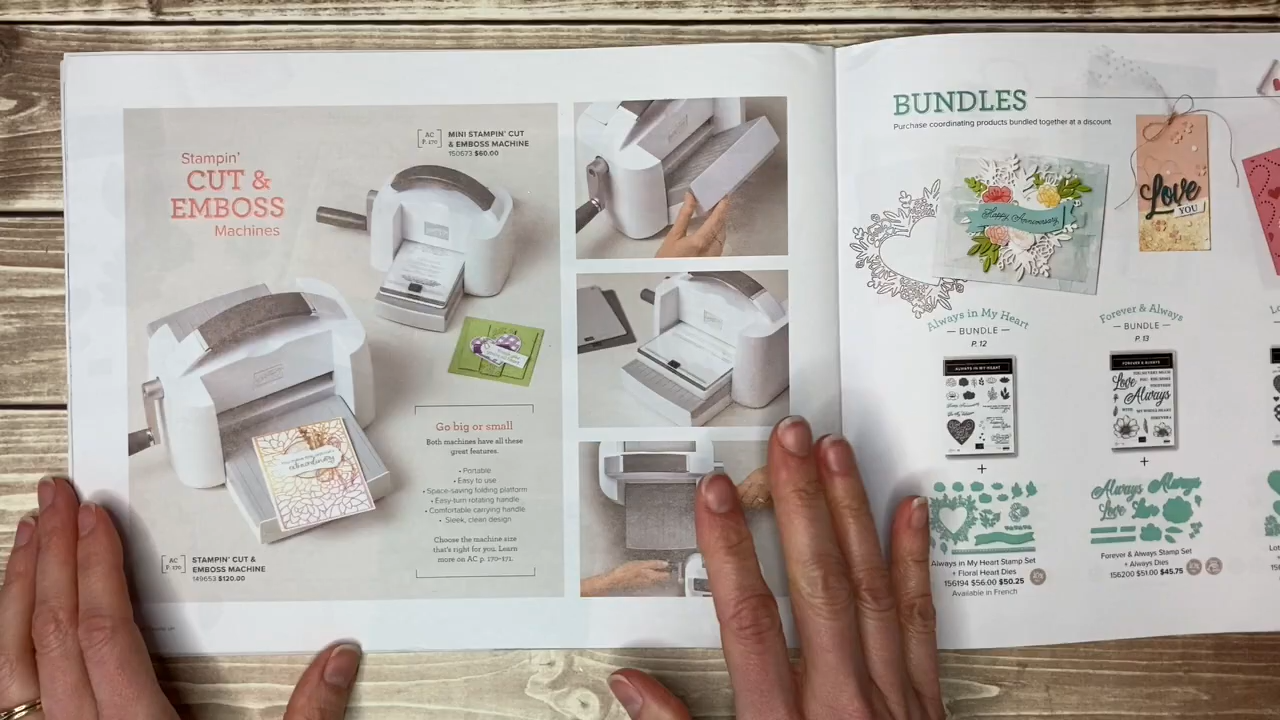 Stampin'
CUT &
EMBOSS
Machines
AC
P. 170
MINI STAMPIN' CUT
& EMBOSS MACHINE
150673 $60.00
Go big or small
Both machines have all these
great features.
• Portable
• Easy to use
• Space-saving folding platform
• Easy-turn rotating handle
• Comfortable carrying handle
• Sleek, clean design
Choose the machine size
that's right for you. Learn
more on AC p. 170–171.
AC
P. 170
STAMPIN' CUT &
EMBOSS MACHINE
149653 $120.00
BUNDLES
Purchase coordinating products bundled together at a discount.
Happy Anniversary
Love
YOU
Always in My Heart
BUNDLE
P. 12
Forever & Always
BUNDLE
P. 13
ALWAYS IN MY HEART
FOREVER & ALWAYS
Love
Always
+
+
Always
Always
Love
Love
Always in My Heart Stamp Set
+ Floral Heart Dies
156194 $56.00 $50.25
Available in French
Forever & Always Stamp Set
+ Always Dies
156200 $51.00 $45.75